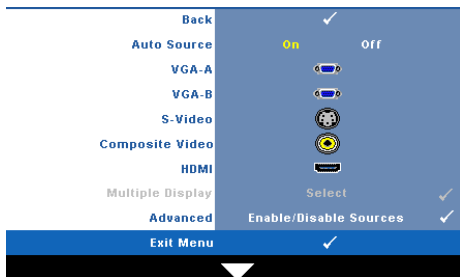 Back
Auto Source On Off
VGA-A
VGA-B
S-Video
Composite Video
HDMI
Multiple Display Select
Advanced Enable/Disable Sources
Exit Menu